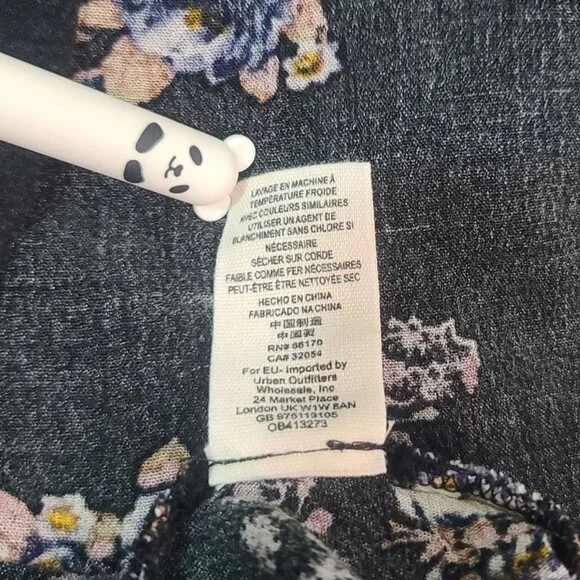 LAVAGE EN MACHINE À
TEMPÉRATURE FROIDE
AVEC COULEURS SIMILAIRES
UTILISER UN AGENT DE
BLANCHIMENT SANS CHLORE SI
NÉCESSAIRE
SÉCHER SUR CORDE
FAIBLE COMME FER NÉCESSAIRES
PEUT-ÊTRE ÊTRE NETTOYÉE SEC
HECHO EN CHINA
FABRICADO NA CHINA
中国制造
中国製
RN# 66170
CA# 32054
For EU- Imported by
Urban Outfitters
Wholesale, Inc
24 Market Place
London UK W1W 8AN
GB 976113105
OB413273